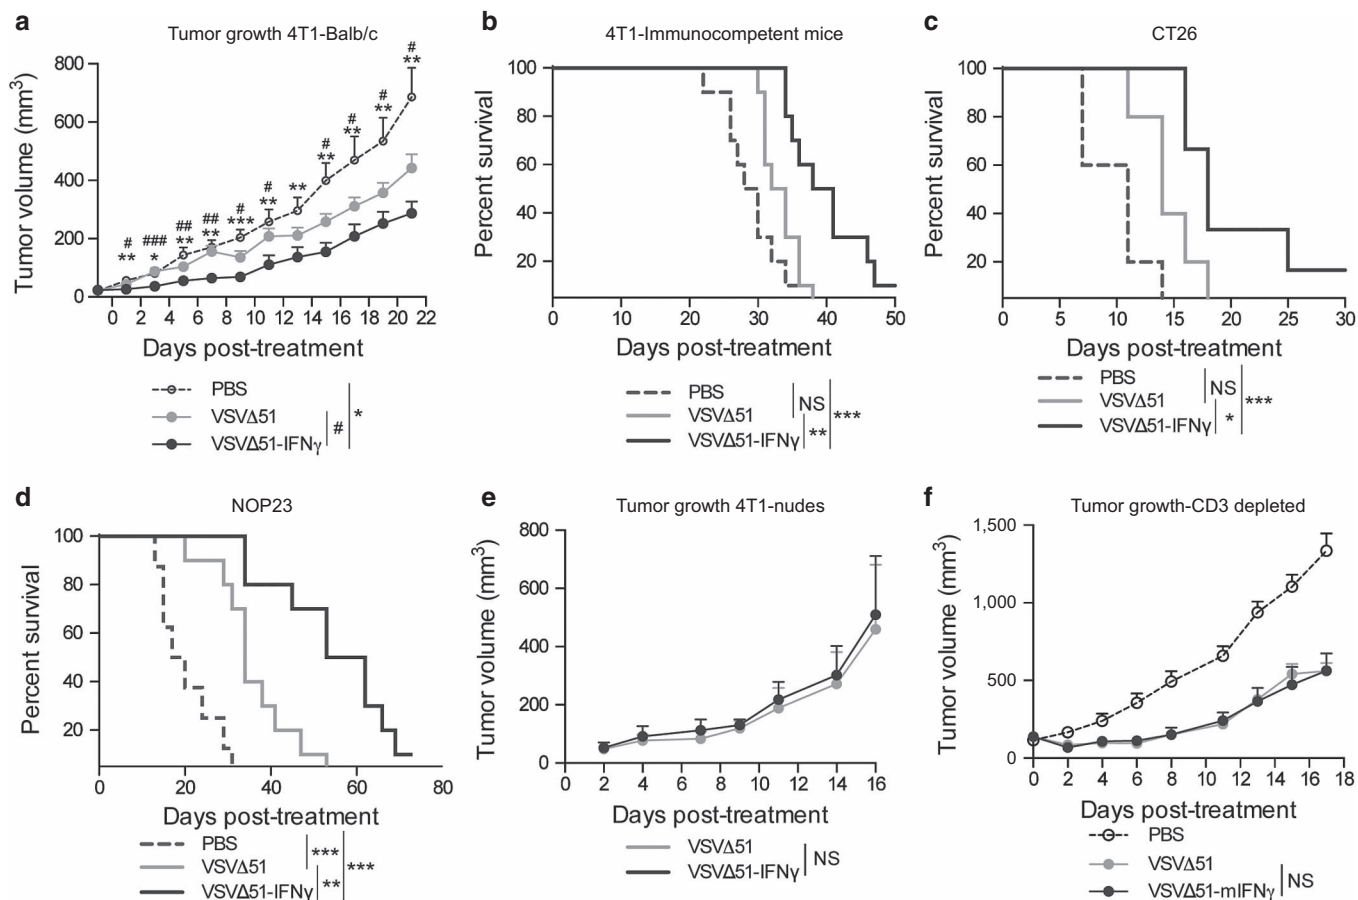 a
Tumor growth 4T1-Balb/c
Tumor volume (mm³)
800
600
400
200
0
#
**
###
*
##
**
##
**
#
***
#
**
**
#
**
#
**
#
**
#
**
0 2 4 6 8 10 12 14 16 18 20 22
Days post-treatment
PBS
VSVΔ51
VSVΔ51-IFNγ
#
*
b
4T1-Immunocompetent mice
Percent survival
100
80
60
40
20
0 10 20 30 40 50
Days post-treatment
PBS
VSVΔ51
VSVΔ51-IFNγ
NS
**
***
c
CT26
Percent survival
100
80
60
40
20
0 5 10 15 20 25 30
Days post-treatment
PBS
VSVΔ51
VSVΔ51-IFNγ
NS
*
***
d
NOP23
Percent survival
100
80
60
40
20
0 20 40 60 80
Days post-treatment
PBS
VSVΔ51
VSVΔ51-IFNγ
***
**
***
e
Tumor growth 4T1-nudes
Tumor volume (mm³)
800
600
400
200
0
0 2 4 6 8 10 12 14 16
Days post-treatment
VSVΔ51
VSVΔ51-IFNγ
NS
f
Tumor growth-CD3 depleted
Tumor volume (mm³)
1,500
1,000
500
0
0 2 4 6 8 10 12 14 16 18
Days post-treatment
PBS
VSVΔ51
VSVΔ51-mIFNγ
NS